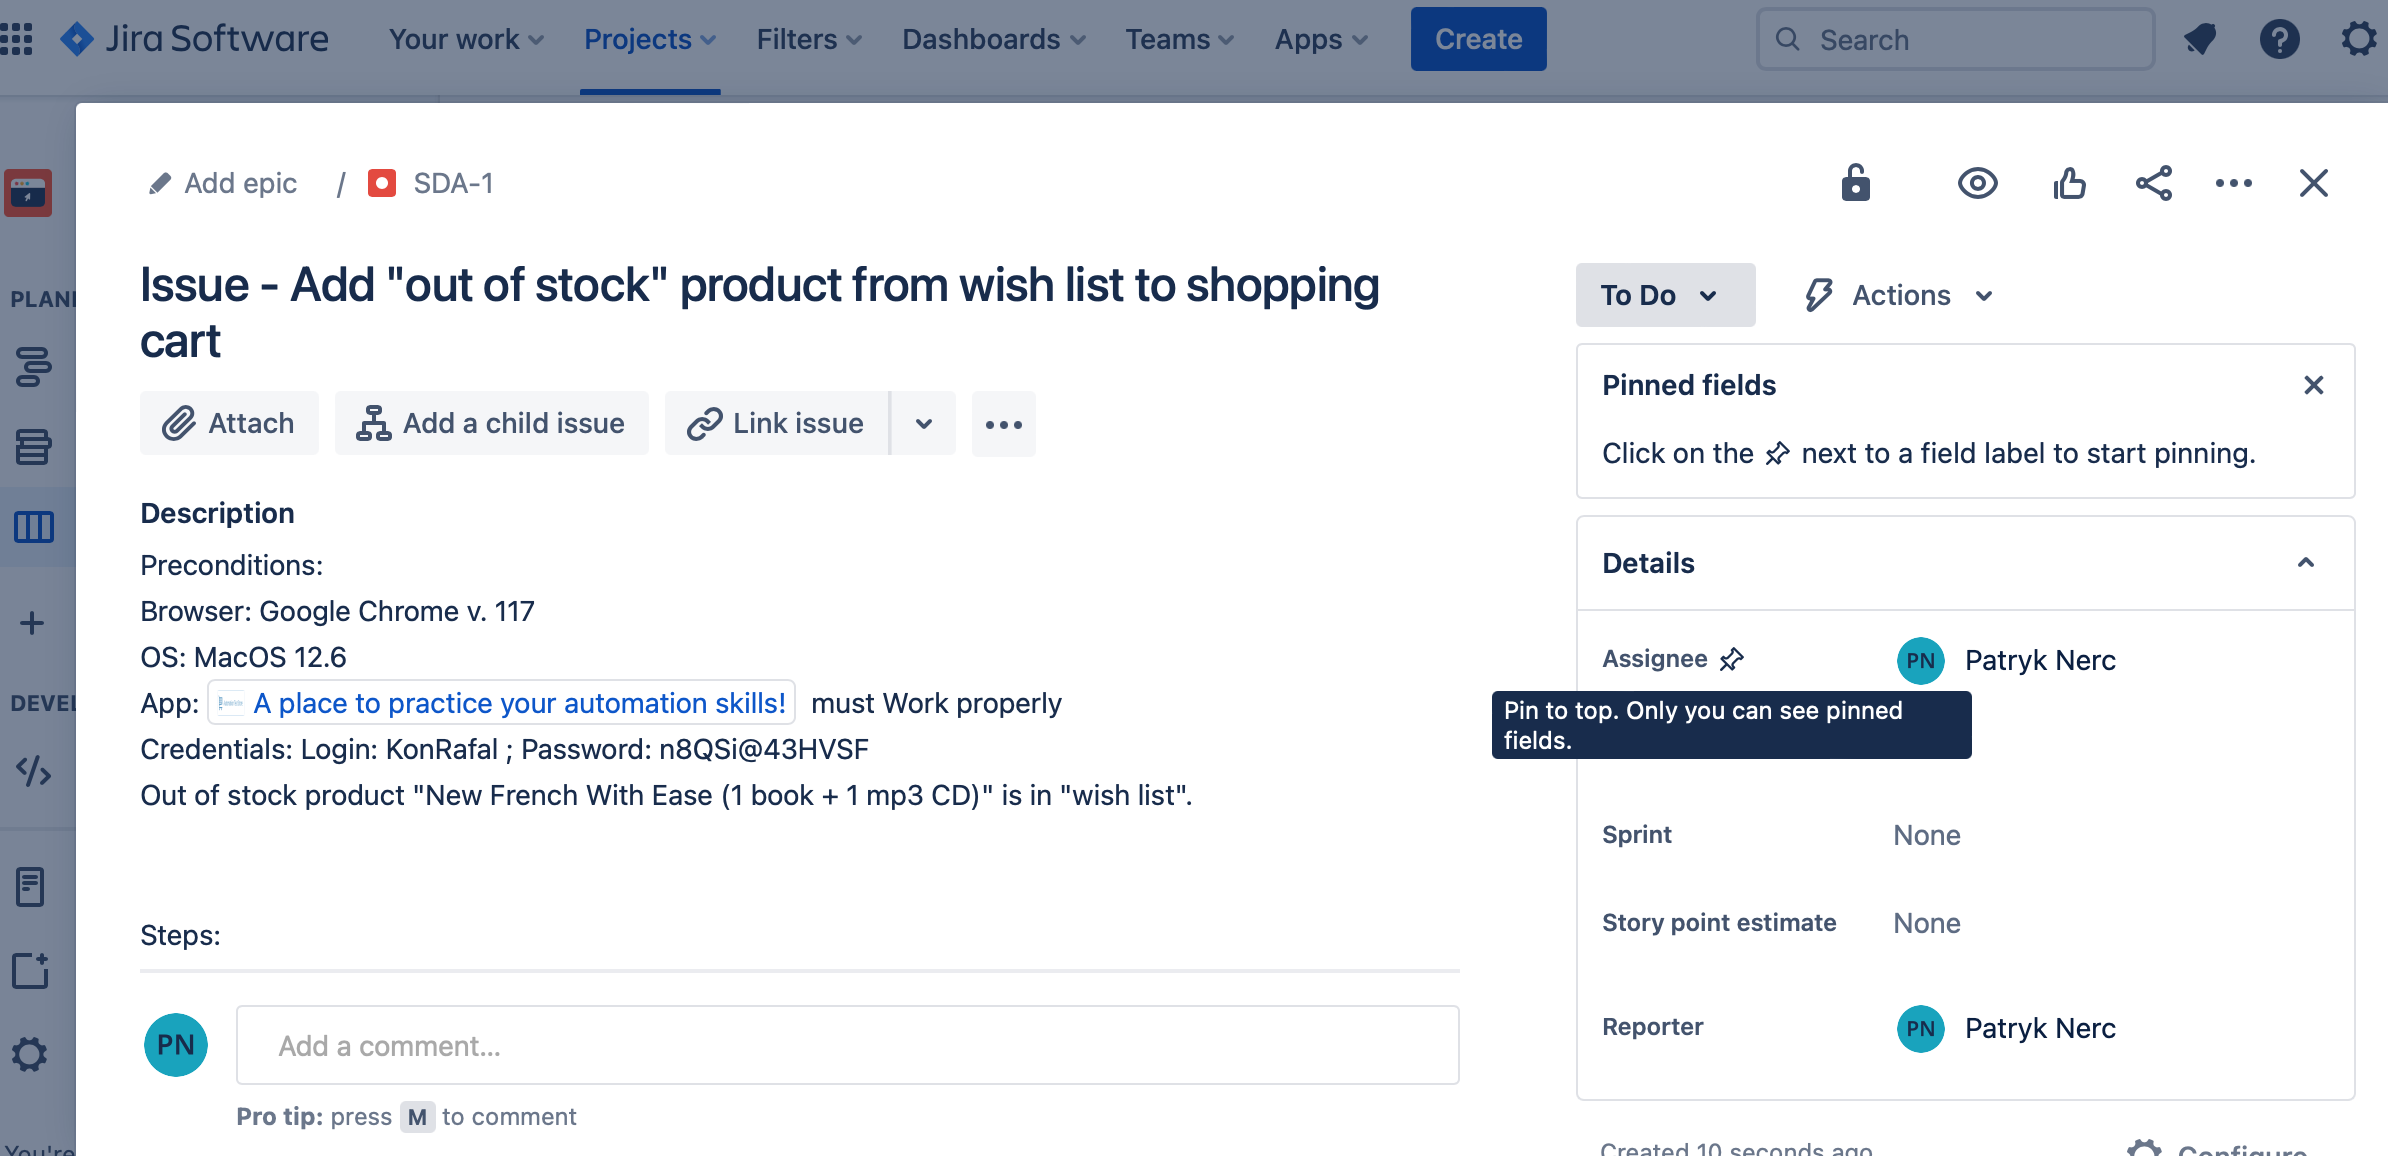 Jira Software Your work Projects Filters Dashboards Teams Apps Create Search
Add epic / SDA-1
Issue - Add "out of stock" product from wish list to shopping
cart
Attach Add a child issue Link issue
Description
Preconditions:
Browser: Google Chrome v. 117
OS: MacOS 12.6
App: A place to practice your automation skills! must Work properly
Credentials: Login: KonRafal ; Password: n8QSi@43HVSF
Out of stock product "New French With Ease (1 book + 1 mp3 CD)" is in "wish list".
Steps:
PN Add a comment...
Pro tip: press M to comment
To Do Actions
Pinned fields
Click on the next to a field label to start pinning.
Details
Assignee PN Patryk Nerc
Pin to top. Only you can see pinned
fields.
Sprint None
Story point estimate None
Reporter PN Patryk Nerc
Created 10 seconds ago Configure
PLANN
DEVEL
You're